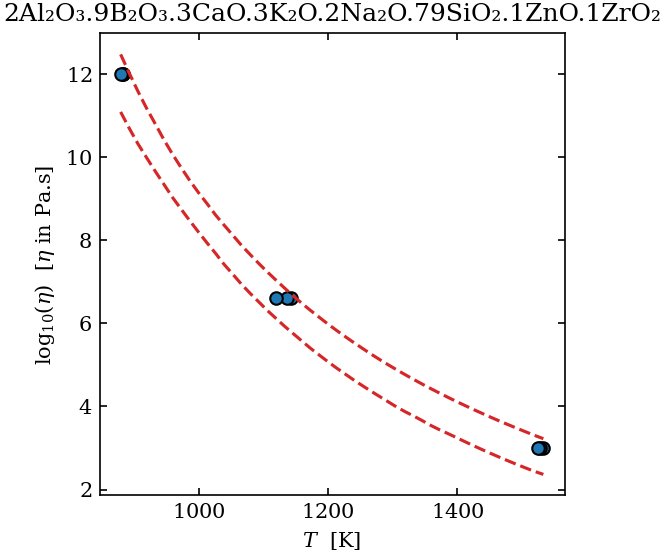 2Al₂O₃.9B₂O₃.3CaO.3K₂O.2Na₂O.79SiO₂.1ZnO.1ZrO₂
12
10
8
6
4
2
log₁₀(η) [η in Pa.s]
1000 1200 1400
T [K]